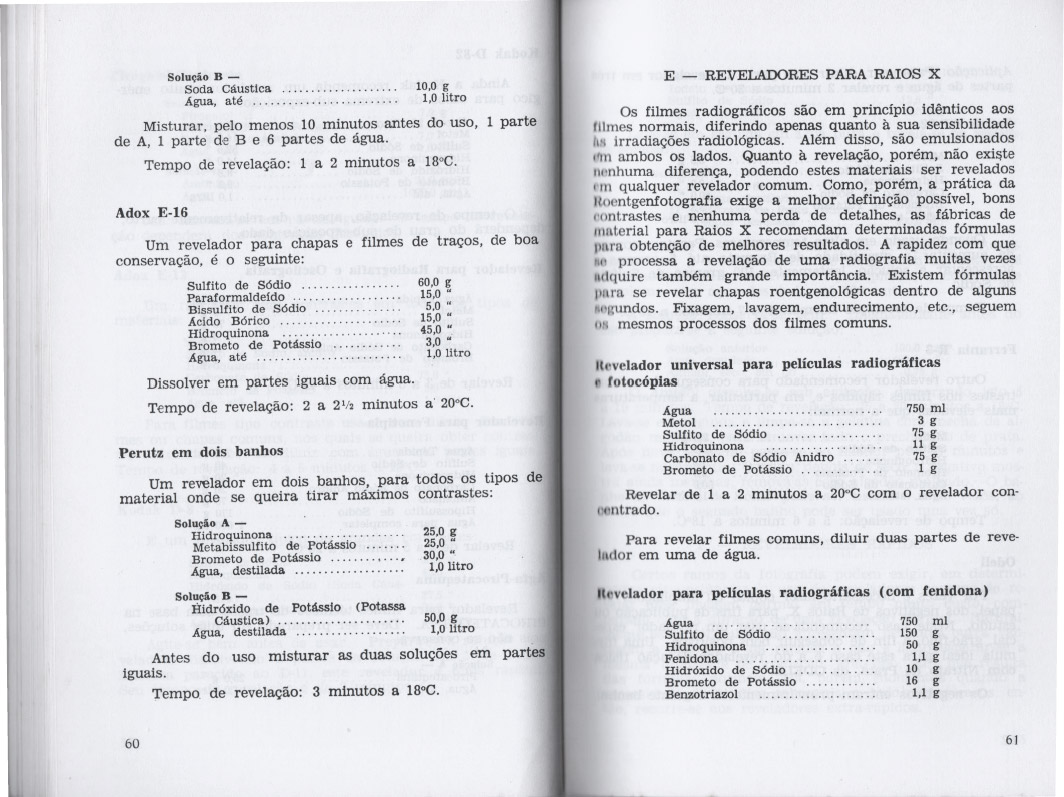 Solução B —
Soda Cáustica .................... 10,0 g
Água, até ........................ 1,0 litro
Misturar, pelo menos 10 minutos antes do uso, 1 parte
de A, 1 parte de B e 6 partes de água.
Tempo de revelação: 1 a 2 minutos a 18ºC.
Adox E-16
Um revelador para chapas e filmes de traços, de boa
conservação, é o seguinte:
Sulfito de Sódio ................ 60,0 g
Paraformaldeído .................. 15,0 "
Bissulfito de Sódio .............. 5,0 "
Ácido Bórico .................... 15,0 "
Hidroquinona .................... 45,0 "
Brometo de Potássio ............ 3,0 "
Água, até ........................ 1,0 litro
Dissolver em partes iguais com água.
Tempo de revelação: 2 a 2½ minutos a 20ºC.
Perutz em dois banhos
Um revelador em dois banhos, para todos os tipos de
material onde se queira tirar máximos contrastes:
Solução A —
Hidroquinona .................... 25,0 g
Metabissulfito de Potássio ....... 25,0 "
Brometo de Potássio ............ 30,0 "
Água, destilada .................. 1,0 litro
Solução B —
Hidróxido de Potássio (Potassa
Cáustica) ...................... 50,0 g
Água, destilada .................. 1,0 litro
Antes do uso misturar as duas soluções em partes
iguais.
Tempo de revelação: 3 minutos a 18ºC.
60
E — REVELADORES PARA RAIOS X
Os filmes radiográficos são em princípio idênticos aos
filmes normais, diferindo apenas quanto à sua sensibilidade
às irradiações radiológicas. Além disso, são emulsionados
em ambos os lados. Quanto à revelação, porém, não existe
nenhuma diferença, podendo estes materiais ser revelados
em qualquer revelador comum. Como, porém, a prática da
Roentgenfotografia exige a melhor definição possível, bons
contrastes e nenhuma perda de detalhes, as fábricas de
material para Raios X recomendam determinadas fórmulas
para obtenção de melhores resultados. A rapidez com que
se processa a revelação de uma radiografia muitas vezes
adquire também grande importância. Existem fórmulas
para se revelar chapas roentgenológicas dentro de alguns
segundos. Fixagem, lavagem, endurecimento, etc., seguem
os mesmos processos dos filmes comuns.
Revelador universal para películas radiográficas
e fotocópias
Água ............................ 750 ml
Metol ............................ 3 g
Sulfito de Sódio .................. 75 g
Hidroquinona .................... 11 g
Carbonato de Sódio Anidro ....... 75 g
Brometo de Potássio .............. 1 g
Revelar de 1 a 2 minutos a 20ºC com o revelador con-
centrado.
Para revelar filmes comuns, diluir duas partes de reve-
lador em uma de água.
Revelador para películas radiográficas (com fenidona)
Água .......................... 750 ml
Sulfito de Sódio ................ 150 g
Hidroquinona .................. 50 g
Fenidona ........................ 1,1 g
Hidróxido de Sódio .............. 10 g
Brometo de Potássio ............ 16 g
Benzotriazol .................... 1,1 g
61